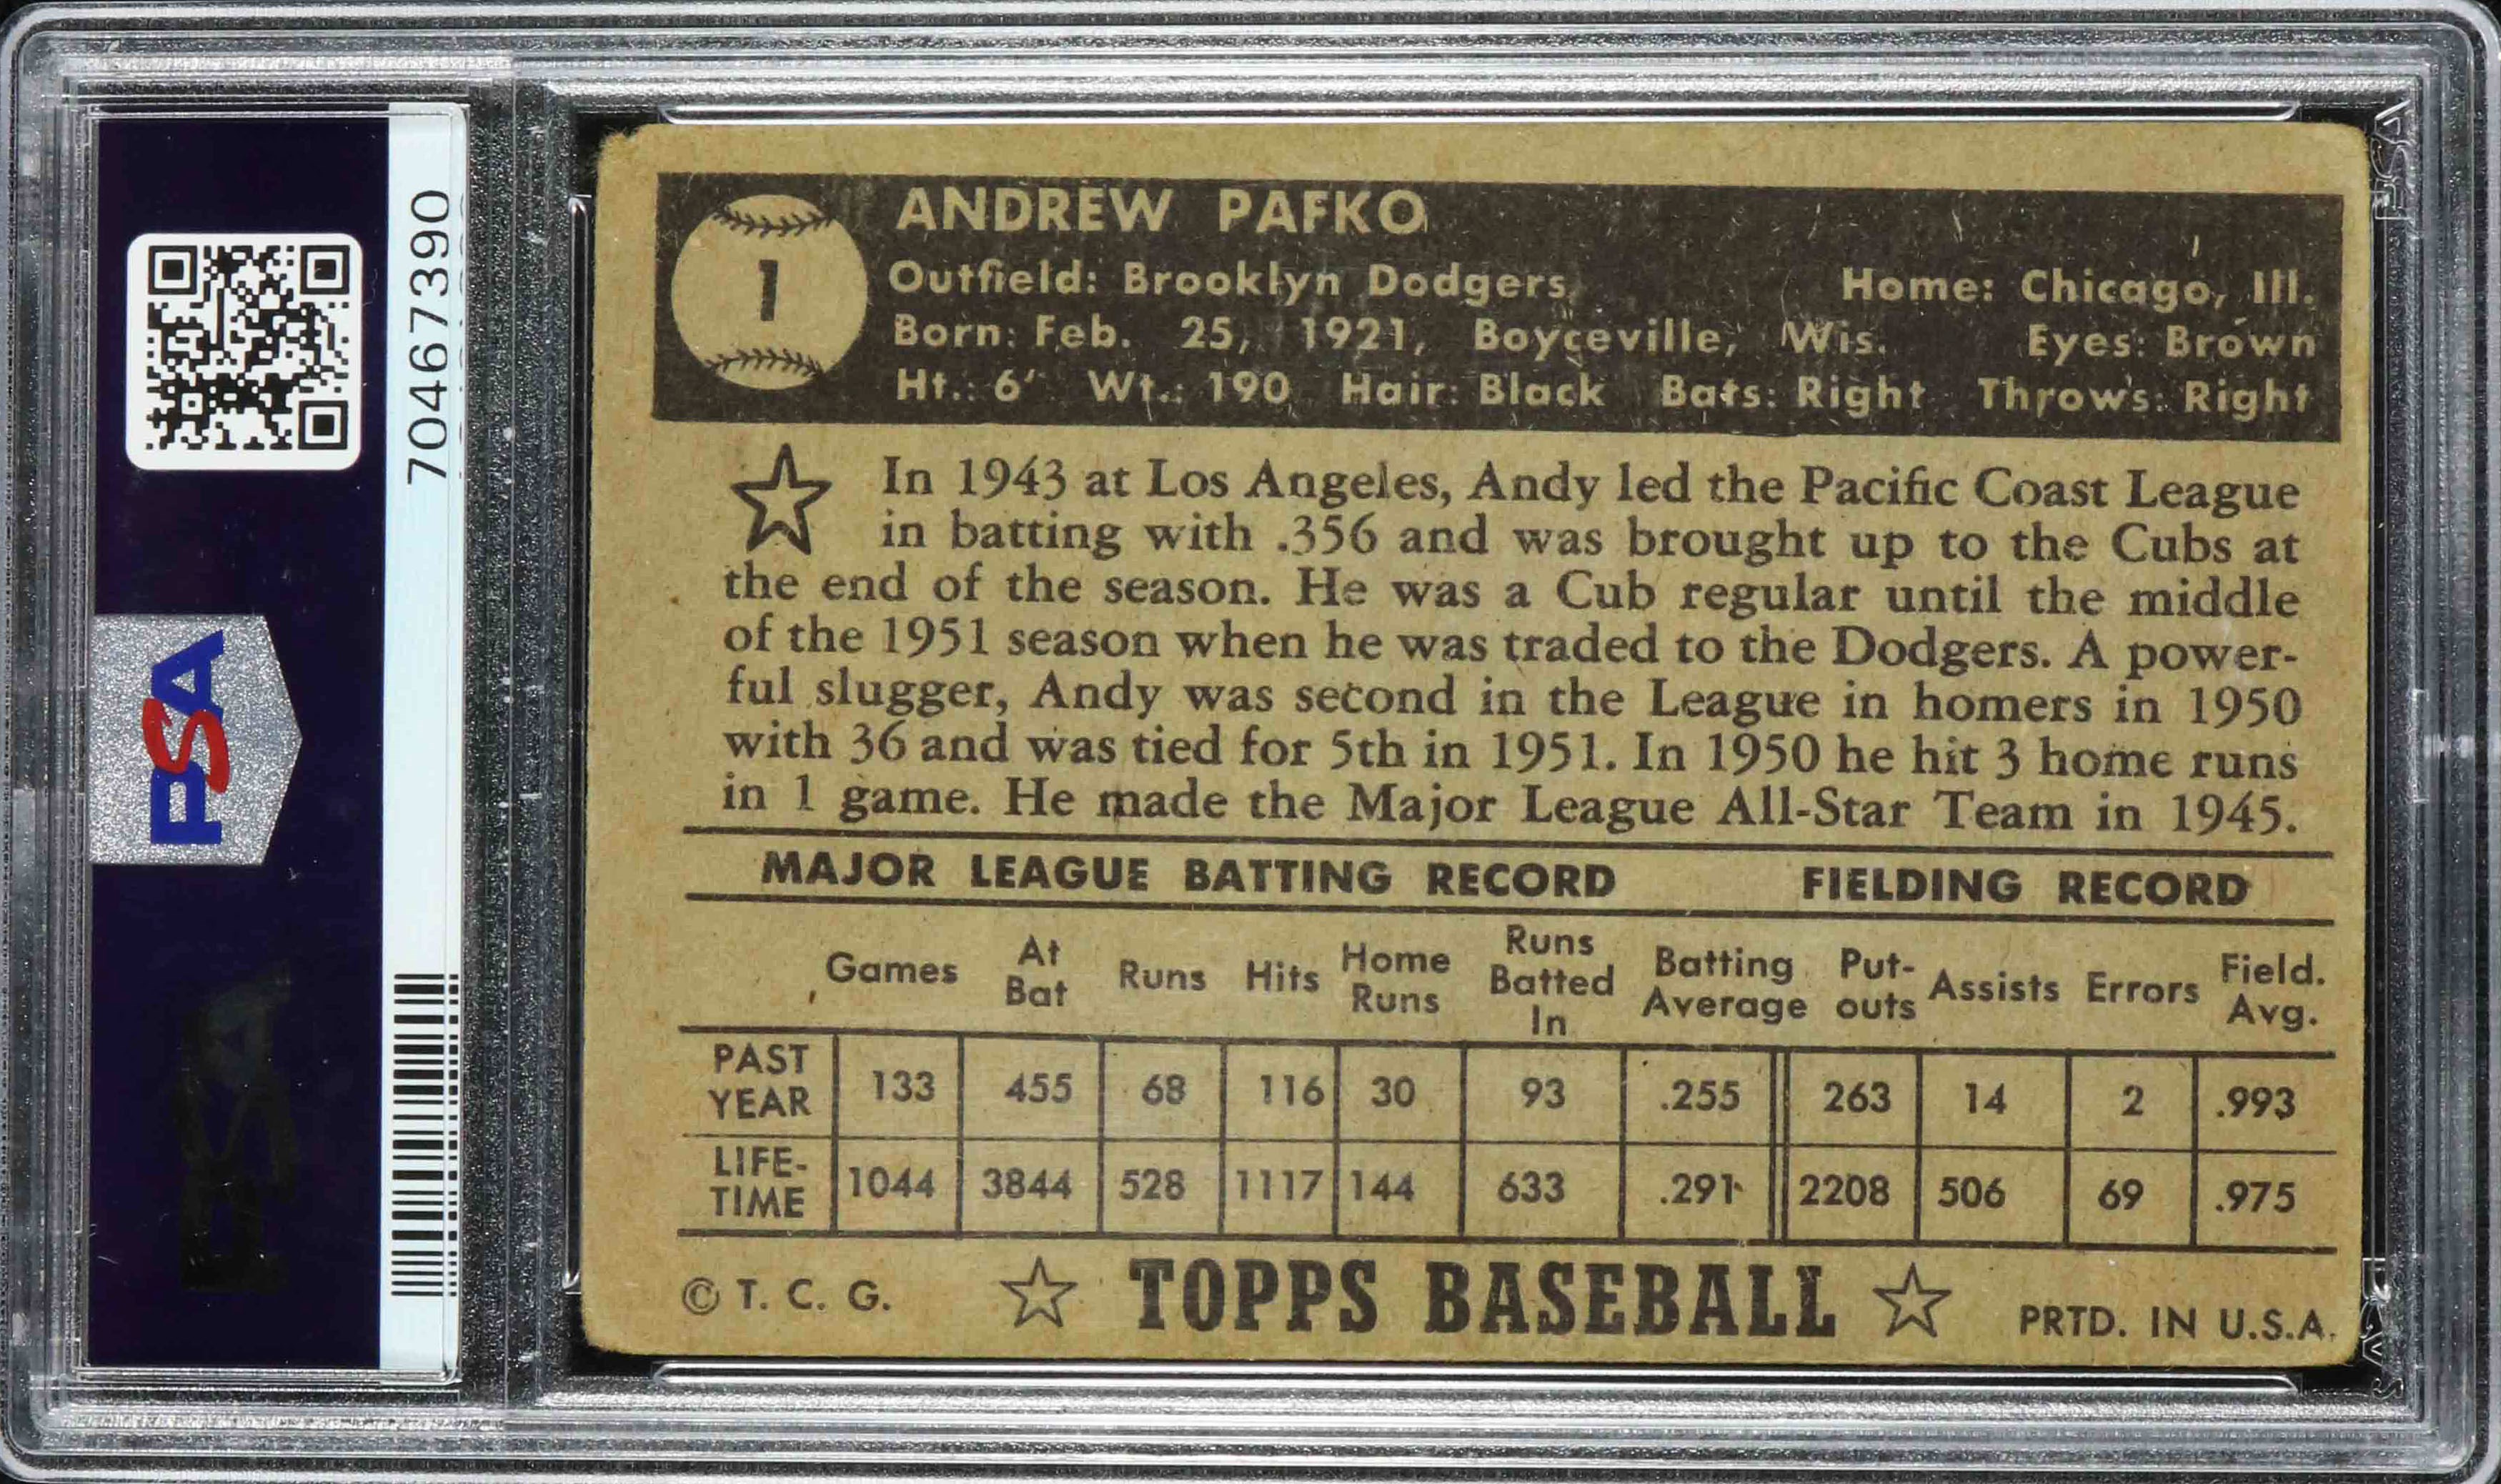 70467390
PSA
1
ANDREW PAFKO
Outfield: Brooklyn Dodgers Home: Chicago, Ill.
Born: Feb. 25, 1921, Boyceville, Wis. Eyes: Brown
Ht.: 6' Wt.: 190 Hair: Black Bats: Right Throws: Right
In 1943 at Los Angeles, Andy led the Pacific Coast League
in batting with .356 and was brought up to the Cubs at
the end of the season. He was a Cub regular until the middle
of the 1951 season when he was traded to the Dodgers. A power-
ful slugger, Andy was second in the League in homers in 1950
with 36 and was tied for 5th in 1951. In 1950 he hit 3 home runs
in 1 game. He made the Major League All-Star Team in 1945.
MAJOR LEAGUE BATTING RECORD FIELDING RECORD
Games At Bat Runs Hits Home Runs Runs Batted In Batting Average Put-outs Assists Errors Field. Avg.
PAST YEAR 133 455 68 116 30 93 .255 263 14 2 .993
LIFE-TIME 1044 3844 528 1117 144 633 .291 2208 506 69 .975
© T. C. G. TOPPS BASEBALL PRTD. IN U.S.A.